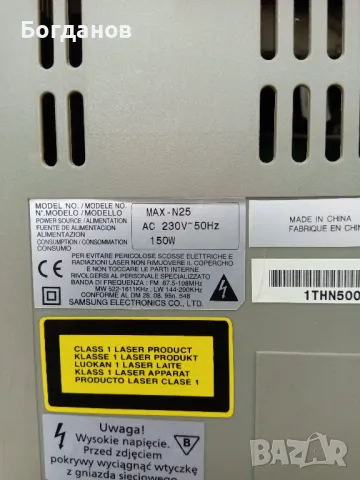 Богданов
MODEL NO. / MODELE NO.
N°. MODELO / MODELLO
POWER SOURCE / ALIMENTATION
FUENTE DE ALIMENTACION
ALIMENTAZION
CONSUMPTION / CONSOMMATION
CONSUMO
MAX-N25
AC 230V~50Hz
150W
PER EVITARE PERICOLOSE SCOSSE ELETTRICHE E
RADIAZIONI LASER NON RIMUOVERE IL COPERCHIO
E NON TOCCARE PARTI INTERNE.
RIVOLGERSI AL PERSONALE SPECIALIZZATO
BANDA DI FREQUENZA : FM 87.5-108MHz
MW 522-1611KHz , LW 144-290KHz
CONFORME AL DM 28. 08. 95n. 548
SAMSUNG ELECTRONICS CO., LTD.
CE
MADE IN CHINA
FABRIQUE EN CHIN
1THN500
CLASS 1 LASER PRODUCT
KLASSE 1 LASER PRODUKT
LUOKAN 1 LASER LAITE
KLASS 1 LASER APPARAT
PRODUCTO LASER CLASE 1
Uwaga!
Wysokie napięcie.
Przed zdjęciem
pokrywy wyciągnąć wtyczkę
z gniazda sieciowego
B
BAZAR